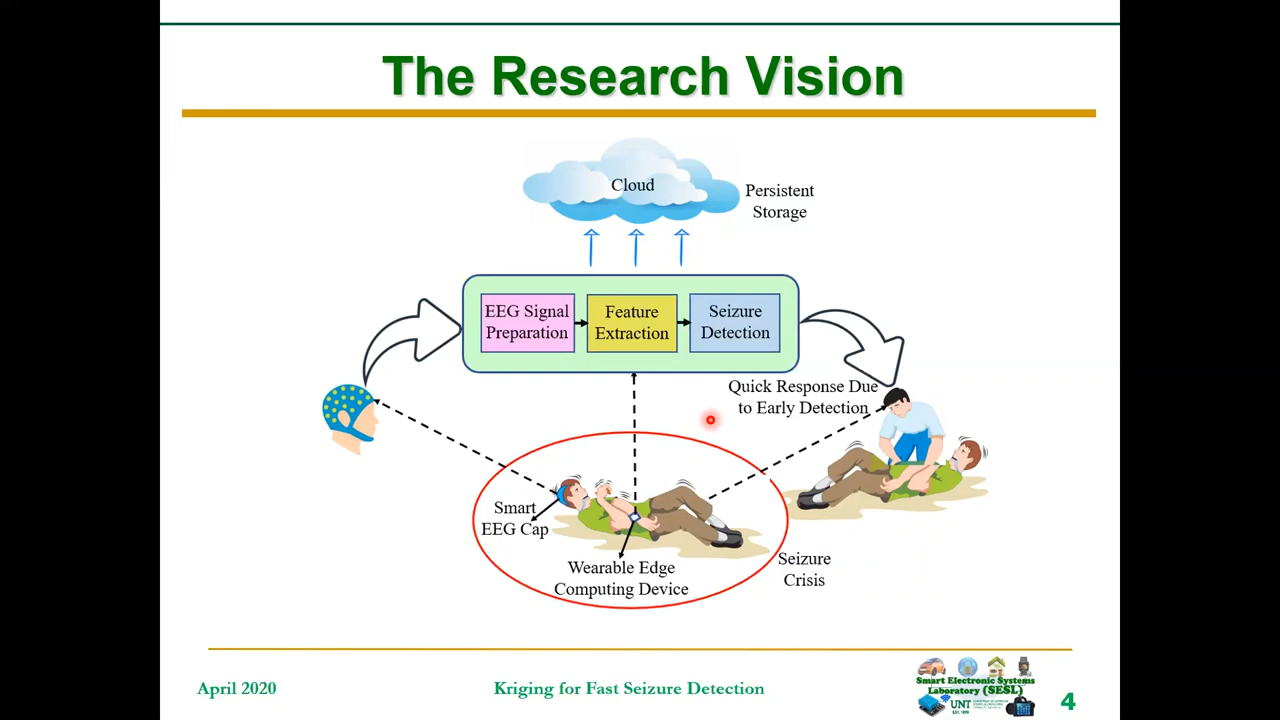 The Research Vision
Cloud
Persistent
Storage
EEG Signal
Preparation
Feature
Extraction
Seizure
Detection
Quick Response Due
to Early Detection
Smart
EEG Cap
Wearable Edge
Computing Device
Seizure
Crisis
April 2020
Kriging for Fast Seizure Detection
Smart Electronic Systems
Laboratory (SESL)
UNT
EST. 1890
4